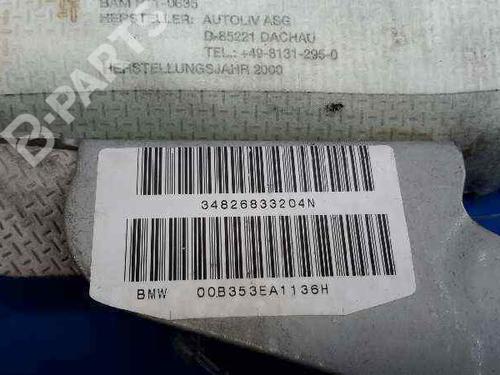 HERSTELLER: AUTOLIV ASG
D-85221 DACHAU
TEL.: +49-8131-295-0
HERSTELLUNGSJAHR 2000
B-PARTS
34826833204N
BMW 00B353EA1136H